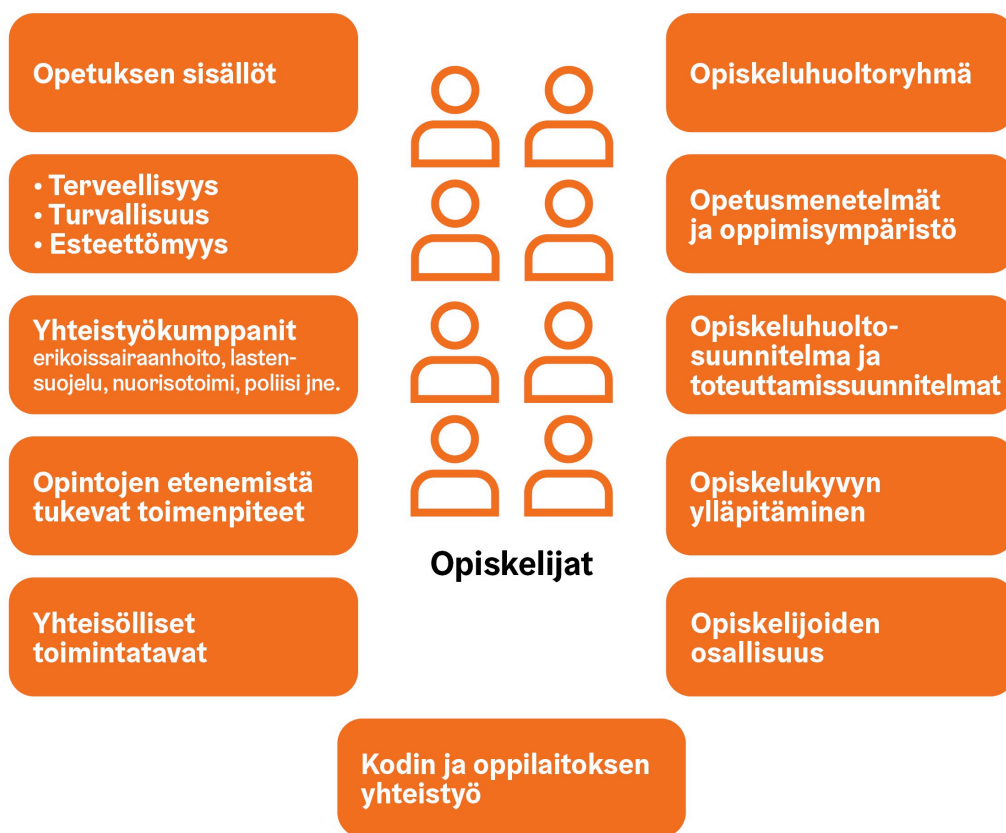 Opetuksen sisällöt
• Terveellisyys
• Turvallisuus
• Esteettömyys
Yhteistyökumppanit
erikoissairaanhoito, lasten-
suojelu, nuorisotoimi, poliisi jne.
Opintojen etenemistä
tukevat toimenpiteet
Yhteisölliset
toimintatavat
Opiskelijat
Opiskeluhuoltoryhmä
Opetusmenetelmät
ja oppimisympäristö
Opiskeluhuolto-
suunnitelma ja
toteuttamissuunnitelmat
Opiskelukyvyn
ylläpitäminen
Opiskelijoiden
osallisuus
Kodin ja oppilaitoksen
yhteistyö